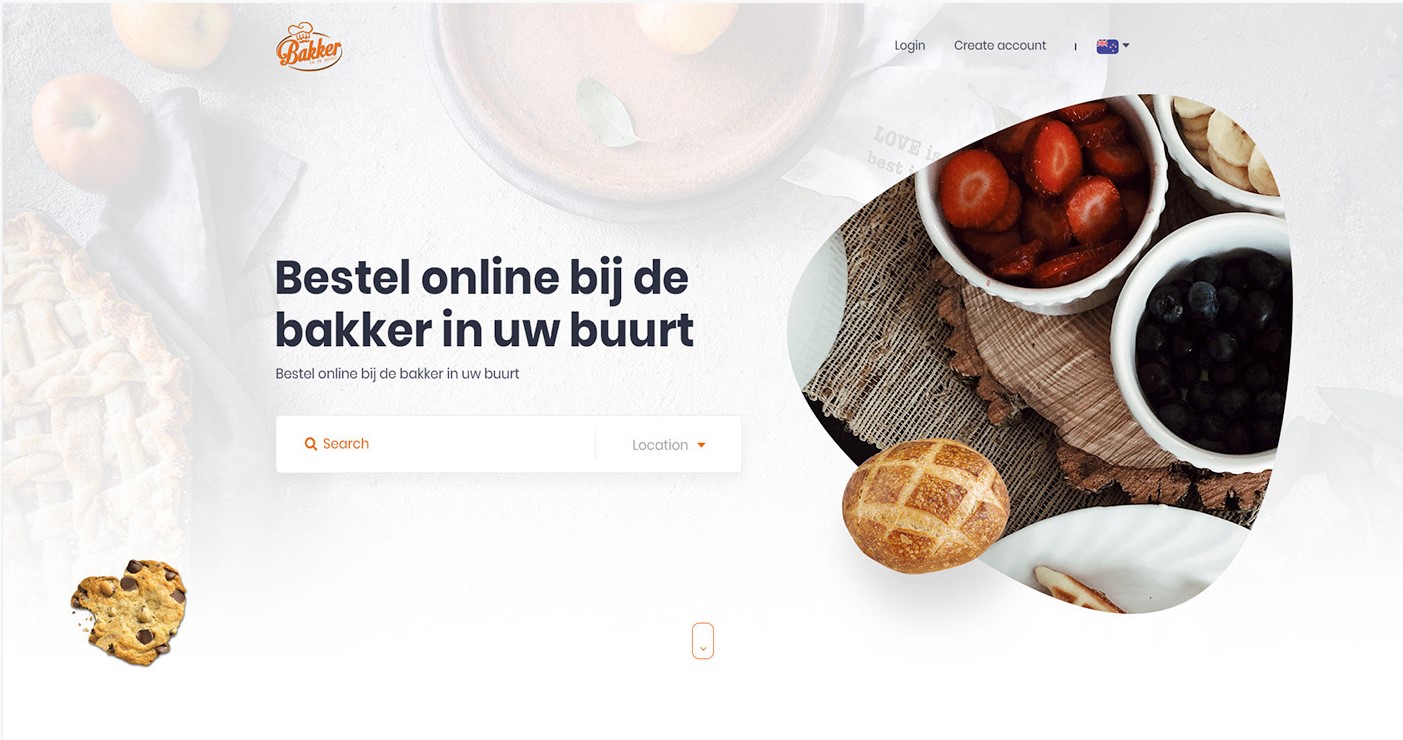 Bakker
Login
Create account
LOVE is
best i
Bestel online bij de
bakker in uw buurt
Bestel online bij de bakker in uw buurt
Search
Location